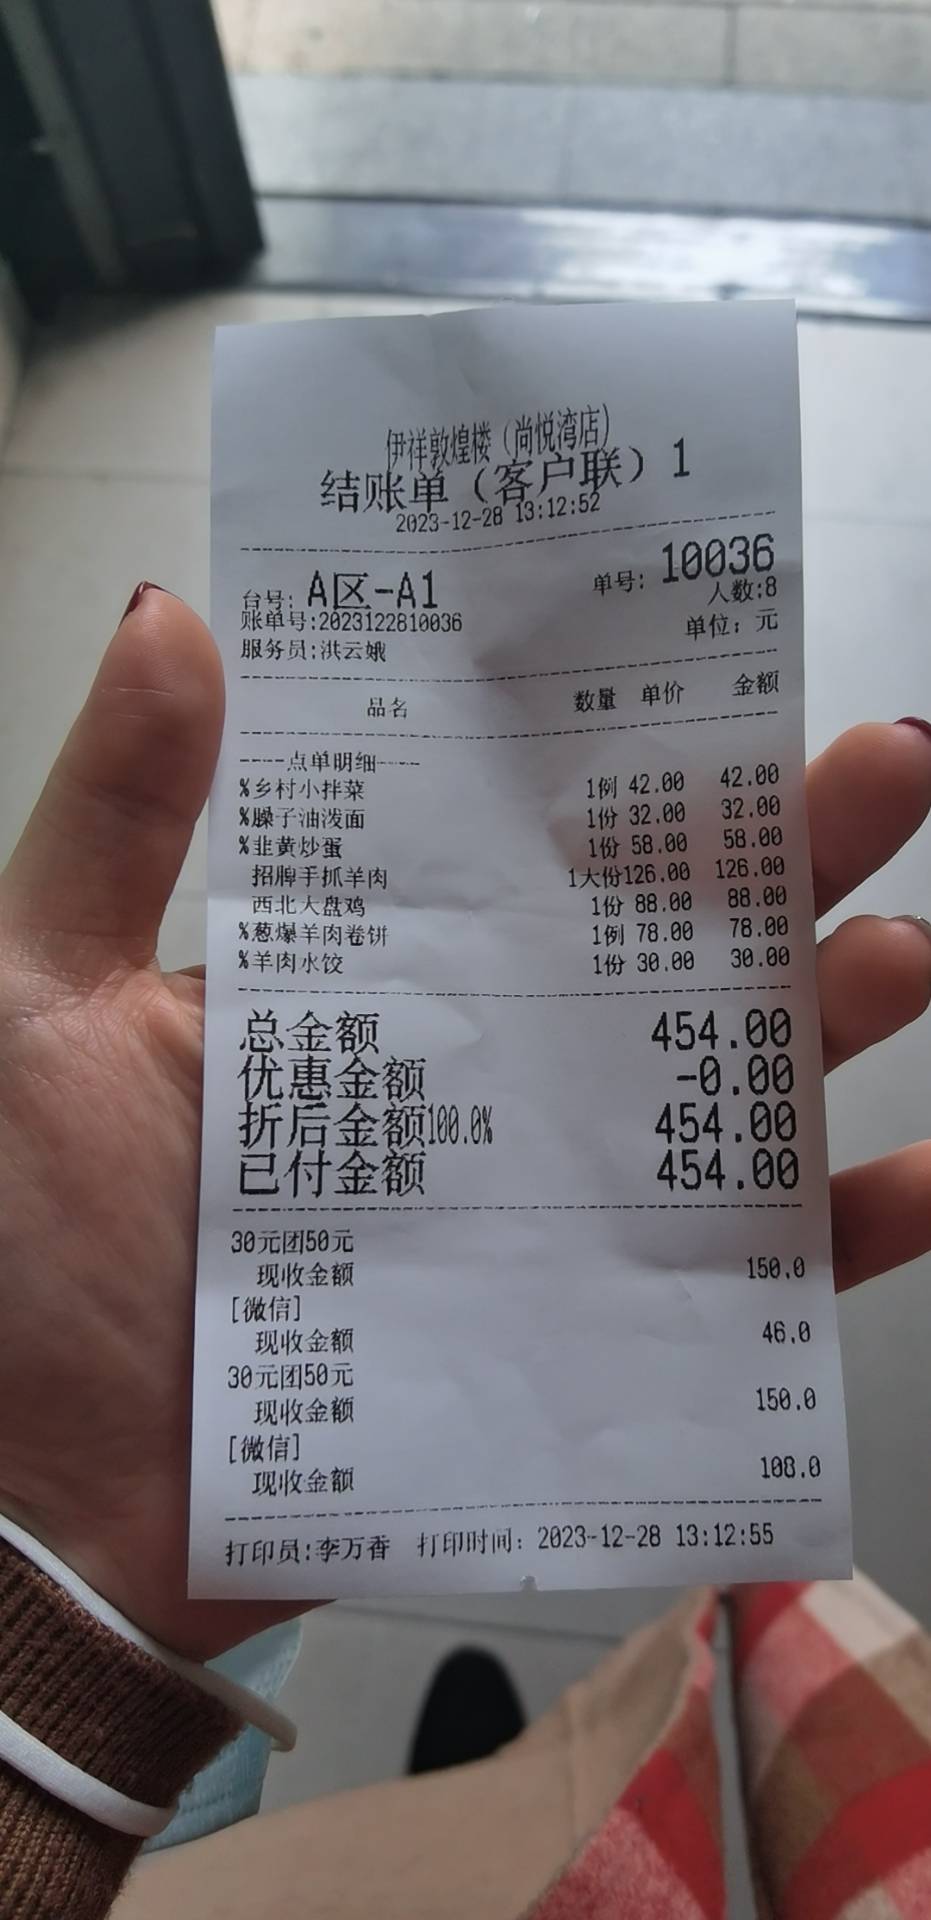 伊祥敦煌楼（尚悦湾店）
结账单（客户联）1
2023-12-28 13:12:52
台号: A区-A1 单号: 10036
人数:8
账单号:2023122810036 单位: 元
服务员:洪云娥
品名 数量 单价 金额
----点单明细----
%乡村小拌菜 1例 42.00 42.00
%臊子油泼面 1份 32.00 32.00
%韭黄炒蛋 1份 58.00 58.00
招牌手抓羊肉 1大份126.00 126.00
西北大盘鸡 1份 88.00 88.00
%葱爆羊肉卷饼 1例 78.00 78.00
%羊肉水饺 1份 30.00 30.00
总金额 454.00
优惠金额 -0.00
折后金额100.0% 454.00
已付金额 454.00
30元团50元
现收金额 150.0
[微信]
现收金额 46.0
30元团50元
现收金额 150.0
[微信]
现收金额 108.0
打印员:李万香 打印时间: 2023-12-28 13:12:55